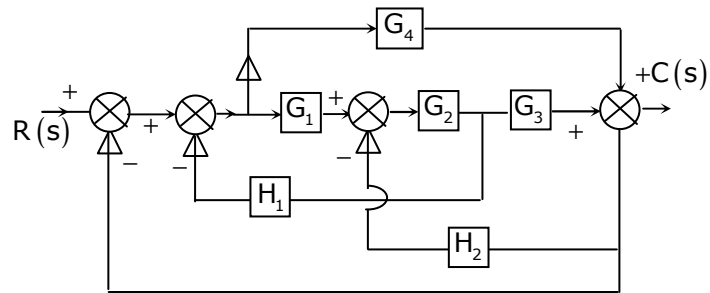 G₄
+ C(s)
+ + G₁ + G₂ G₃ +
R(s)
− − −
H₁
H₂